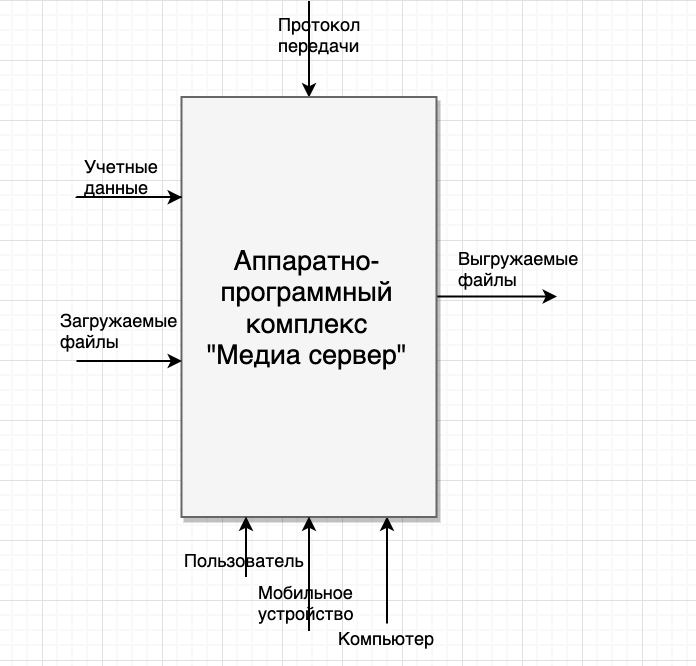 Протокол
передачи
Учетные
данные
Аппаратно-
программный
комплекс
"Медиа сервер"
Выгружаемые
файлы
Загружаемые
файлы
Пользователь
Мобильное
устройство
Компьютер